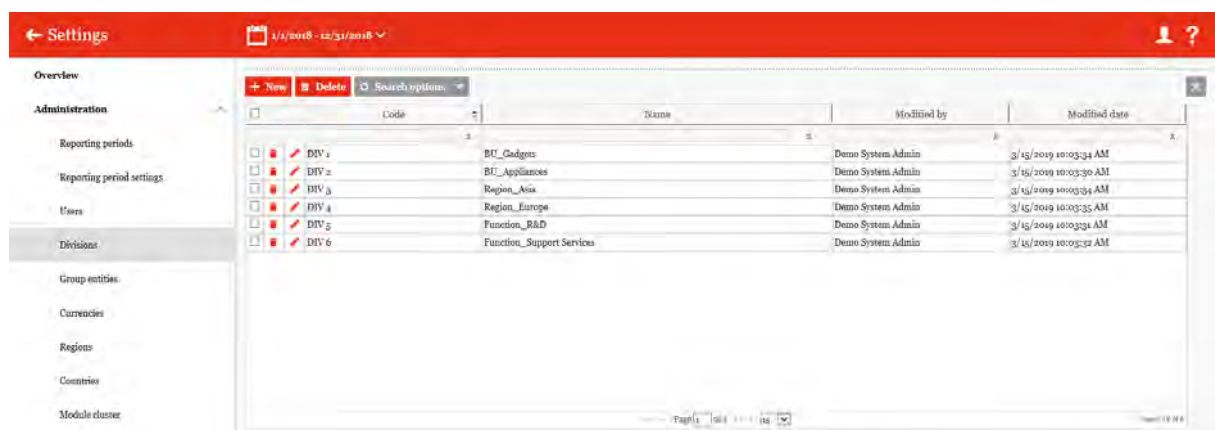 Settings
1/1/2018 - 12/31/2018
?
Overview
Administration
Reporting periods
Reporting period settings
Users
Divisions
Group entities
Currencies
Regions
Countries
Module cluster
New Delete Search options
Code Name Modified by Modified date
DIV 1 BU_Gadgets Demo System Admin 3/15/2019 10:03:34 AM
DIV 2 BU_Appliances Demo System Admin 3/15/2019 10:03:30 AM
DIV 3 Region_Asia Demo System Admin 3/15/2019 10:03:34 AM
DIV 4 Region_Europe Demo System Admin 3/15/2019 10:03:35 AM
DIV 5 Function_R&D Demo System Admin 3/15/2019 10:03:31 AM
DIV 6 Function_Support Services Demo System Admin 3/15/2019 10:03:32 AM
Page 1 of 1 15